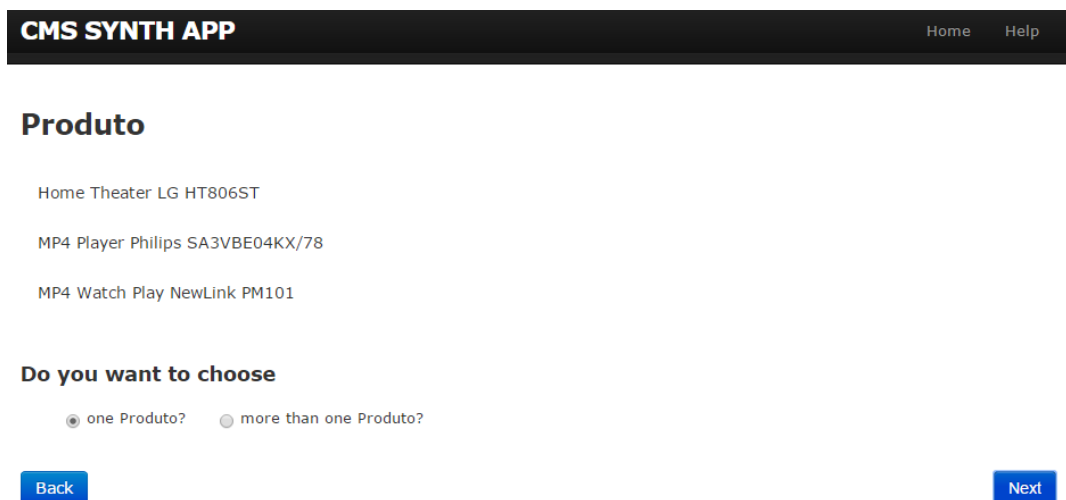 CMS SYNTH APP Home Help
Produto
Home Theater LG HT806ST
MP4 Player Philips SA3VBE04KX/78
MP4 Watch Play NewLink PM101
Do you want to choose
one Produto? more than one Produto?
Back Next